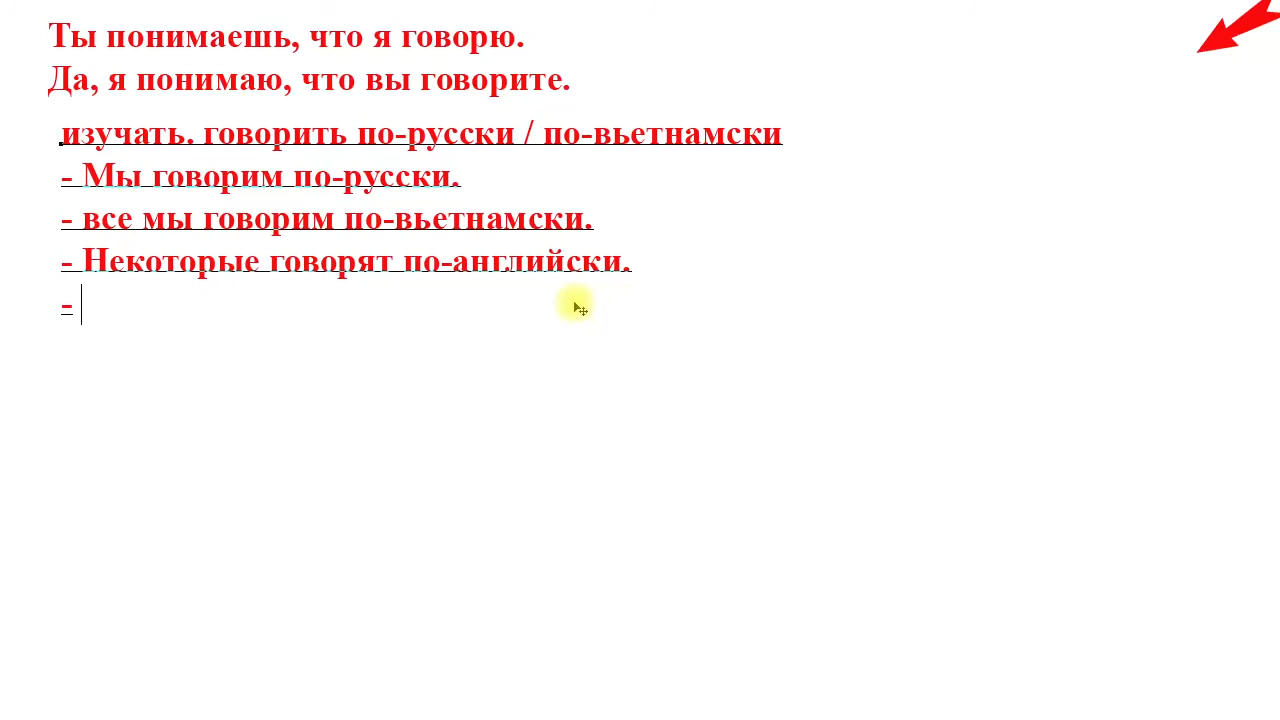 Ты понимаешь, что я говорю.
Да, я понимаю, что вы говорите.
изучать. говорить по-русски / по-вьетнамски
- Мы говорим по-русски.
- все мы говорим по-вьетнамски.
- Некоторые говорят по-английски.
-